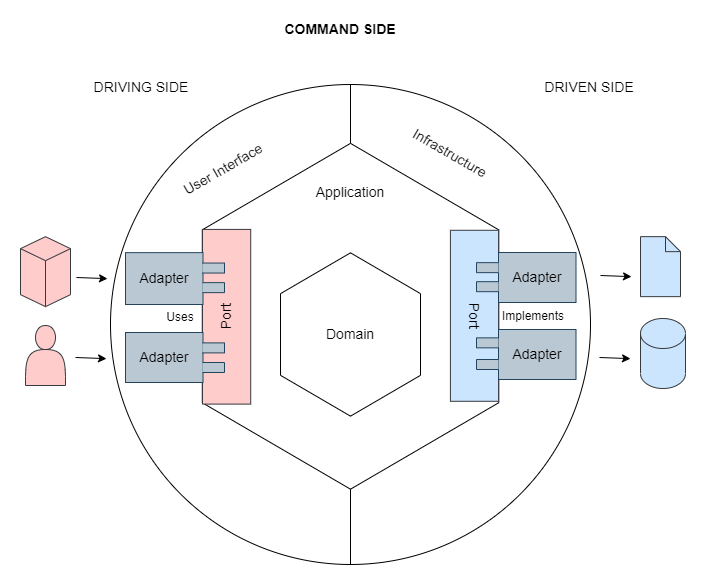 COMMAND SIDE
DRIVING SIDE
DRIVEN SIDE
User Interface
Infrastructure
Application
Adapter
Adapter
Uses
Port
Domain
Port
Implements
Adapter
Adapter